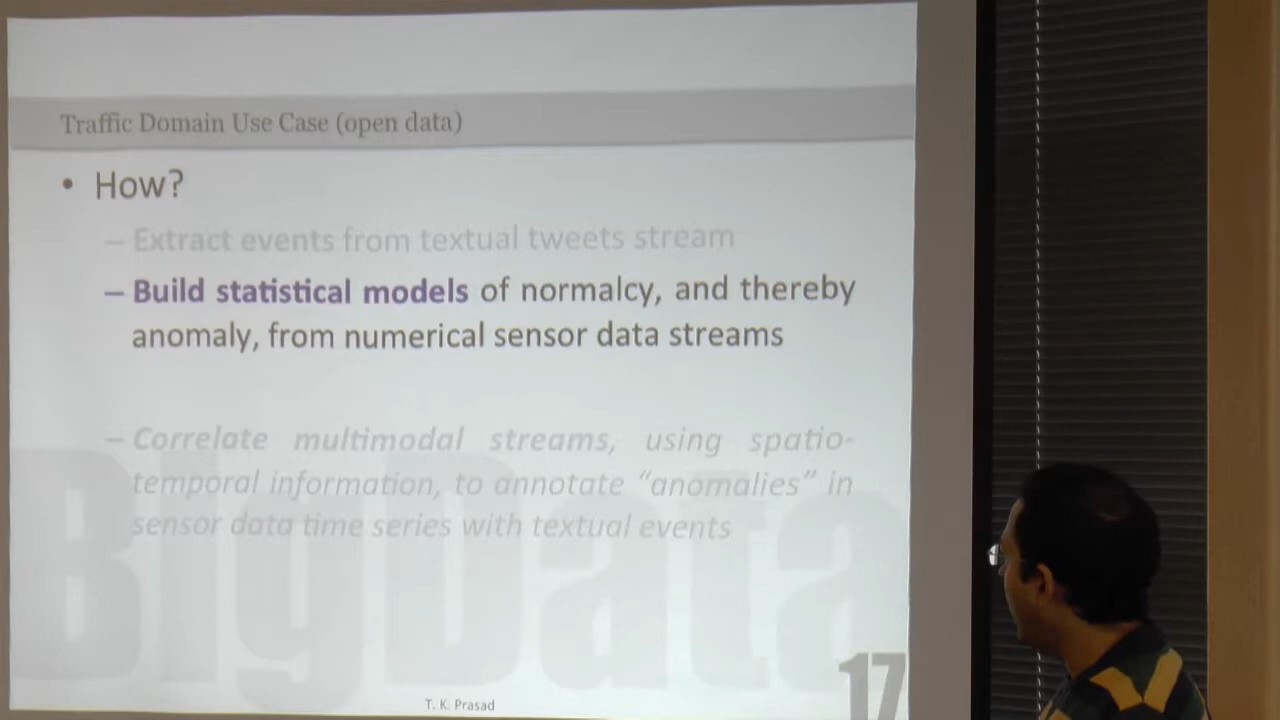 Traffic Domain Use Case (open data)
• How?
– Extract events from textual tweets stream
– Build statistical models of normalcy, and thereby
anomaly, from numerical sensor data streams
– Correlate multimodal streams, using spatio-
temporal information, to annotate “anomalies” in
sensor data time series with textual events
BigData
T. K. Prasad
17